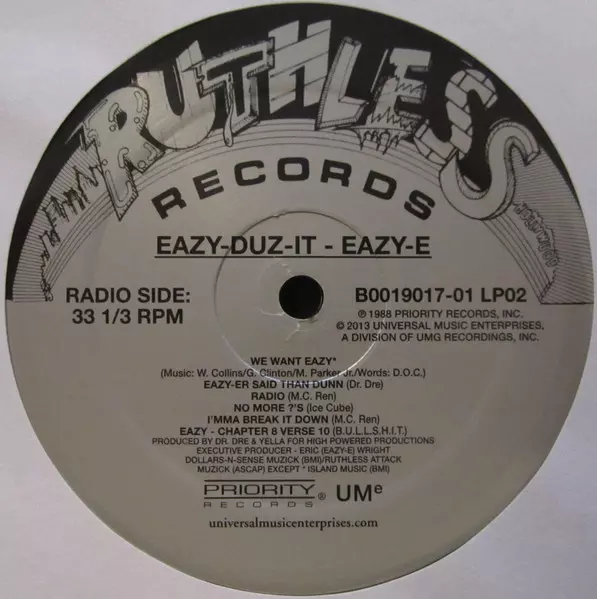 RUTHLESS
RECORDS
EAZY-DUZ-IT - EAZY-E
RADIO SIDE:
33 1/3 RPM
B0019017-01 LP02
℗ 1988 PRIORITY RECORDS, INC.
© 2013 UNIVERSAL MUSIC ENTERPRISES,
A DIVISION OF UMG RECORDINGS, INC.
WE WANT EAZY*
(Music: W. Collins/G. Clinton/M. Parker Jr./Words: D.O.C.)
EAZY-ER SAID THAN DUNN (Dr. Dre)
RADIO (M.C. Ren)
NO MORE ?'S (Ice Cube)
I'MMA BREAK IT DOWN (M.C. Ren)
EAZY - CHAPTER 8 VERSE 10 (B.U.L.L.S.H.I.T.)
PRODUCED BY DR. DRE & YELLA FOR HIGH POWERED PRODUCTIONS
EXECUTIVE PRODUCER - ERIC (EAZY-E) WRIGHT
DOLLARS-N-SENSE MUZICK (BMI)/RUTHLESS ATTACK
MUZICK (ASCAP) EXCEPT * ISLAND MUSIC (BMI)
PRIORITY
RECORDS ®
UMe
universalmusicenterprises.com